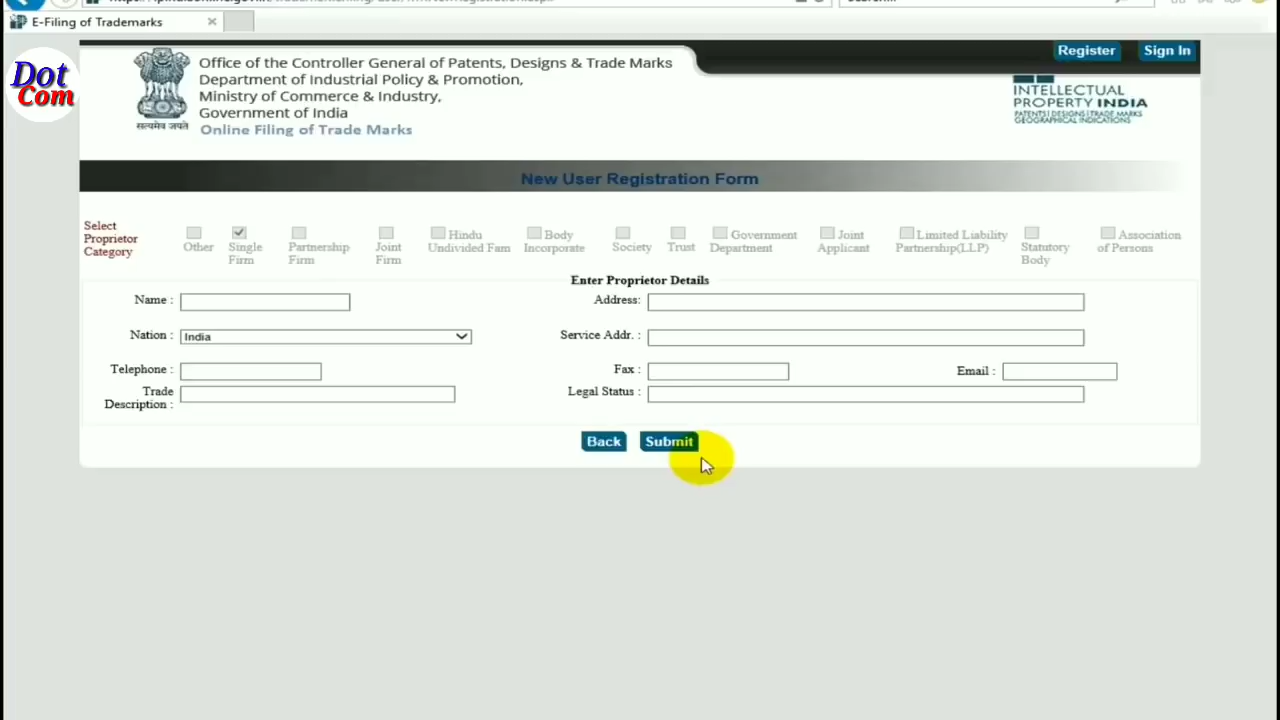 E-Filing of Trademarks
Dot
Com
Register
Sign In
Office of the Controller General of Patents, Designs & Trade Marks
Department of Industrial Policy & Promotion,
Ministry of Commerce & Industry,
Government of India
Online Filing of Trade Marks
सत्यमेव जयते
INTELLECTUAL
PROPERTY INDIA
PATENTS | DESIGNS | TRADE MARKS
GEOGRAPHICAL INDICATIONS
New User Registration Form
Select
Proprietor
Category
Other
Single
Firm
Partnership
Firm
Joint
Firm
Hindu
Undivided Fam
Body
Incorporate
Society
Trust
Government
Department
Joint
Applicant
Limited Liability
Partnership(LLP)
Statutory
Body
Association
of Persons
Enter Proprietor Details
Name :
Address:
Nation :
India
Service Addr. :
Telephone :
Fax :
Email :
Trade
Description :
Legal Status :
Back
Submit